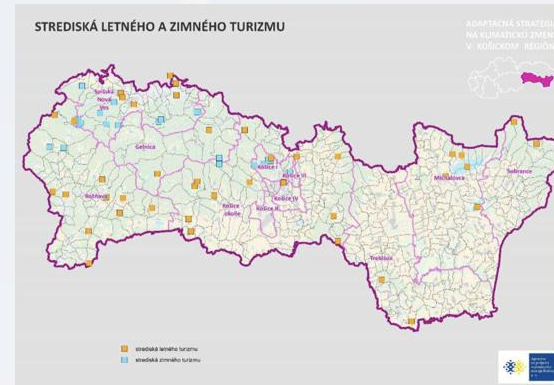 STREDISKÁ LETNÉHO A ZIMNÉHO TURIZMU
ADAPTAČNÁ STRATÉGIA
NA KLIMATICKÚ ZMENU
V KOŠICKOM REGIÓNE
Spišská
Nová
Ves
Gelnica
Rožňava
Košice
okolie
Košice I
Košice II
Košice III
Košice IV
Michalovce
Sobrance
Trebišov
strediská letného turizmu
strediská zimného turizmu